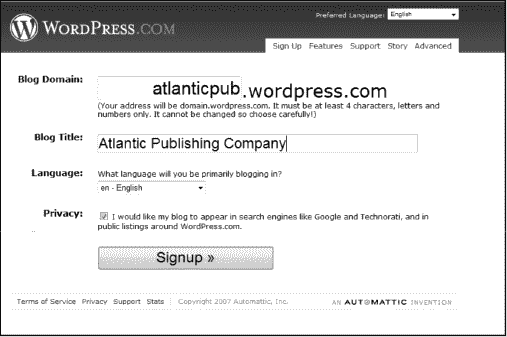 Preferred Language: English
WORDPRESS.COM
Sign Up Features Support Story Advanced
Blog Domain: atlanticpub.wordpress.com
(Your address will be domain.wordpress.com. It must be at least 4 characters, letters and
numbers only. It cannot be changed so choose carefully!)
Blog Title: Atlantic Publishing Company
Language: What language will you be primarily blogging in?
en - English
Privacy: I would like my blog to appear in search engines like Google and Technorati, and in
public listings around WordPress.com.
Signup »
Terms of Service Privacy Support Stats Copyright 2007 Automattic, Inc. AN AUTOMATTIC INVENTION